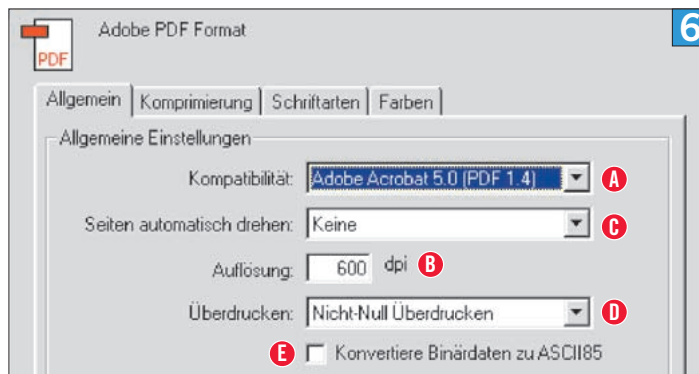 Adobe PDF Format
6
PDF
Allgemein Komprimierung Schriftarten Farben
Allgemeine Einstellungen
Kompatibilität: Adobe Acrobat 5.0 (PDF 1.4) A
Seiten automatisch drehen: Keine C
Auflösung: 600 dpi B
Überdrucken: Nicht-Null Überdrucken D
E Konvertiere Binärdaten zu ASCII85